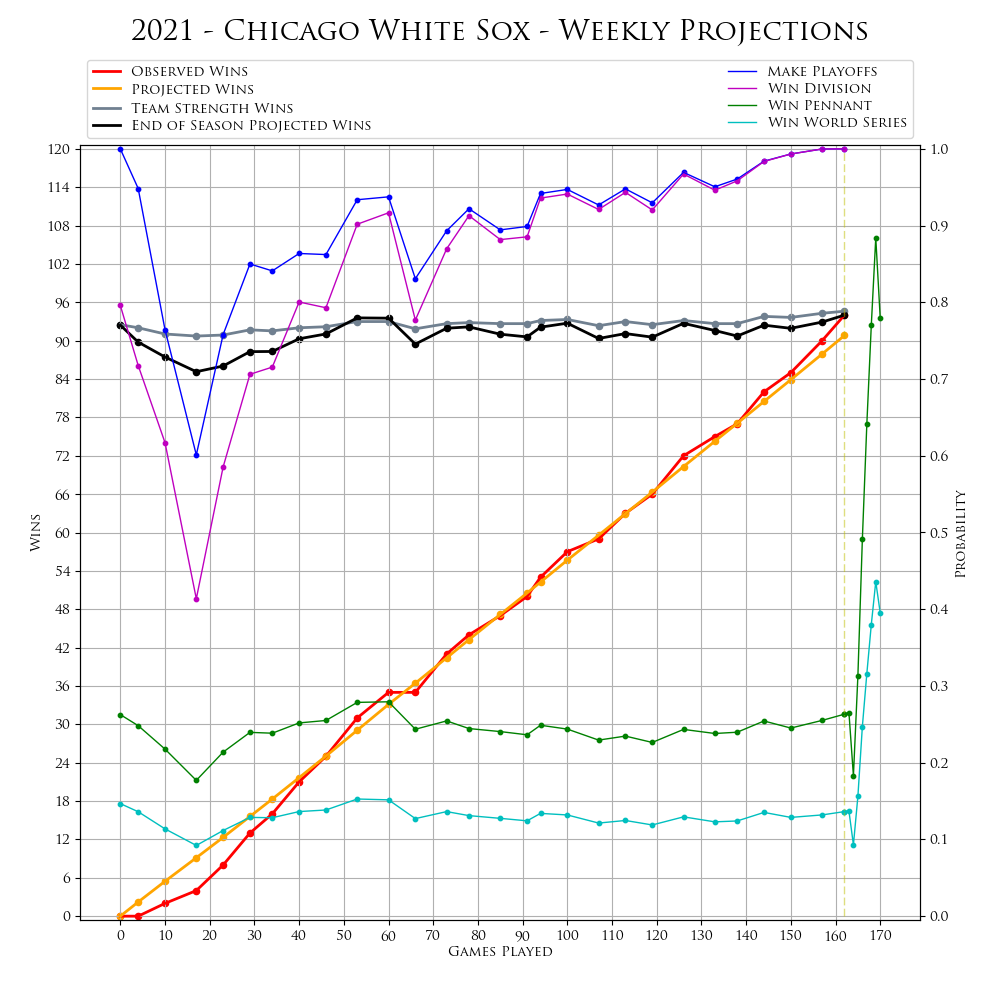 2021 - Chicago White Sox - Weekly Projections
Observed Wins
Projected Wins
Team Strength Wins
End of Season Projected Wins
Make Playoffs
Win Division
Win Pennant
Win World Series
120
114
108
102
96
90
84
78
72
66
60
54
48
42
36
30
24
18
12
6
0
Wins
1.0
0.9
0.8
0.7
0.6
0.5
0.4
0.3
0.2
0.1
0.0
Probability
0 10 20 30 40 50 60 70 80 90 100 110 120 130 140 150 160 170
Games Played